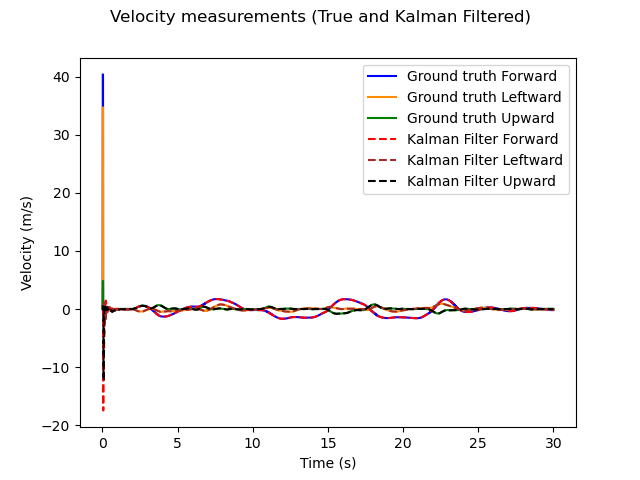 Velocity measurements (True and Kalman Filtered)
40
30
20
10
0
−10
−20
Velocity (m/s)
Ground truth Forward
Ground truth Leftward
Ground truth Upward
Kalman Filter Forward
Kalman Filter Leftward
Kalman Filter Upward
0 5 10 15 20 25 30
Time (s)